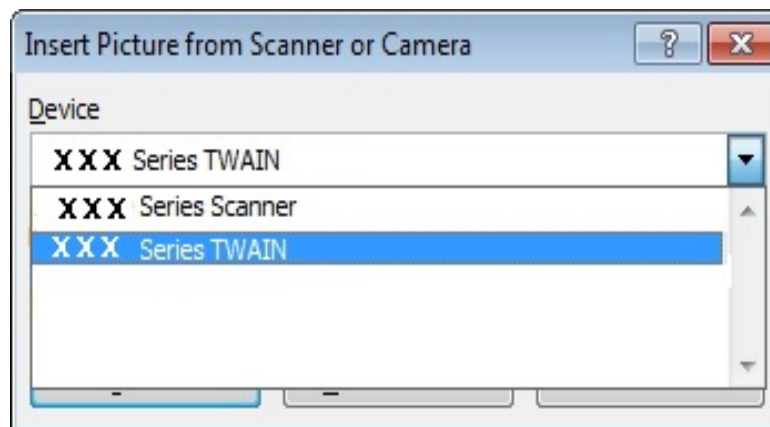 Insert Picture from Scanner or Camera
Device
XXX Series TWAIN
XXX Series Scanner
XXX Series TWAIN